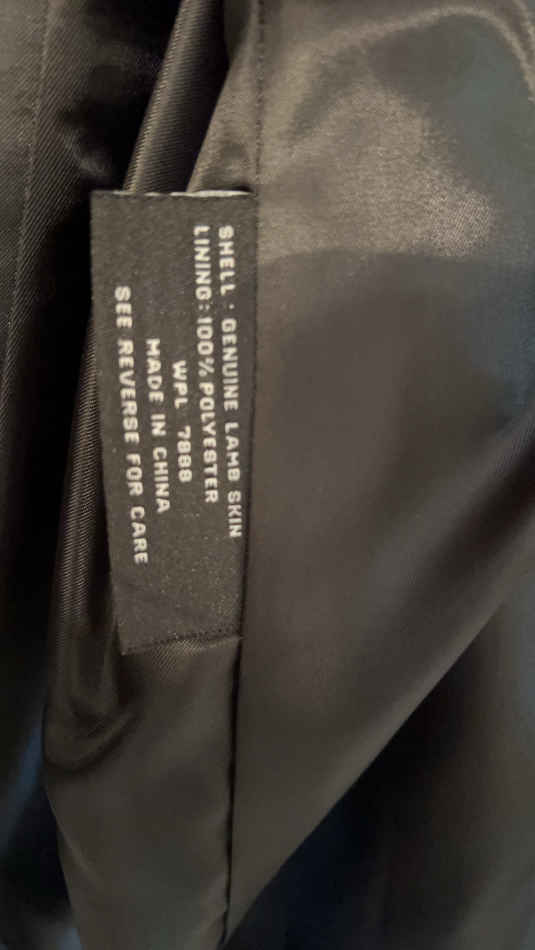 SHELL : GENUINE LAMB SKIN
LINING : 100% POLYESTER
WPL 7888
MADE IN CHINA
SEE REVERSE FOR CARE